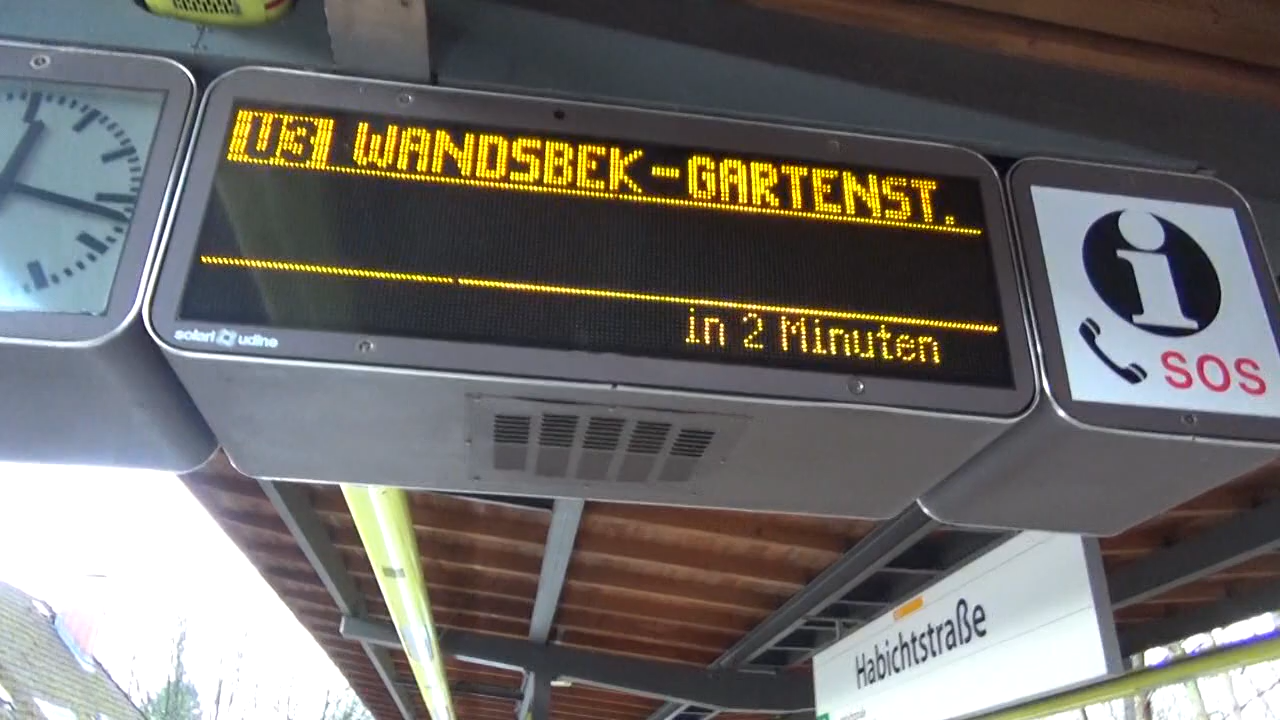 U3 WANDSBEK-GARTENST.
in 2 Minuten
solari udine
i
SOS
Habichtstraße